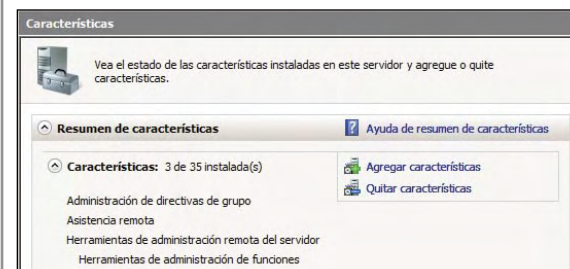 Características
Vea el estado de las características instaladas en este servidor y agregue o quite
características.
Resumen de características
Ayuda de resumen de características
Características: 3 de 35 instalada(s)
Agregar características
Quitar características
Administración de directivas de grupo
Asistencia remota
Herramientas de administración remota del servidor
Herramientas de administración de funciones